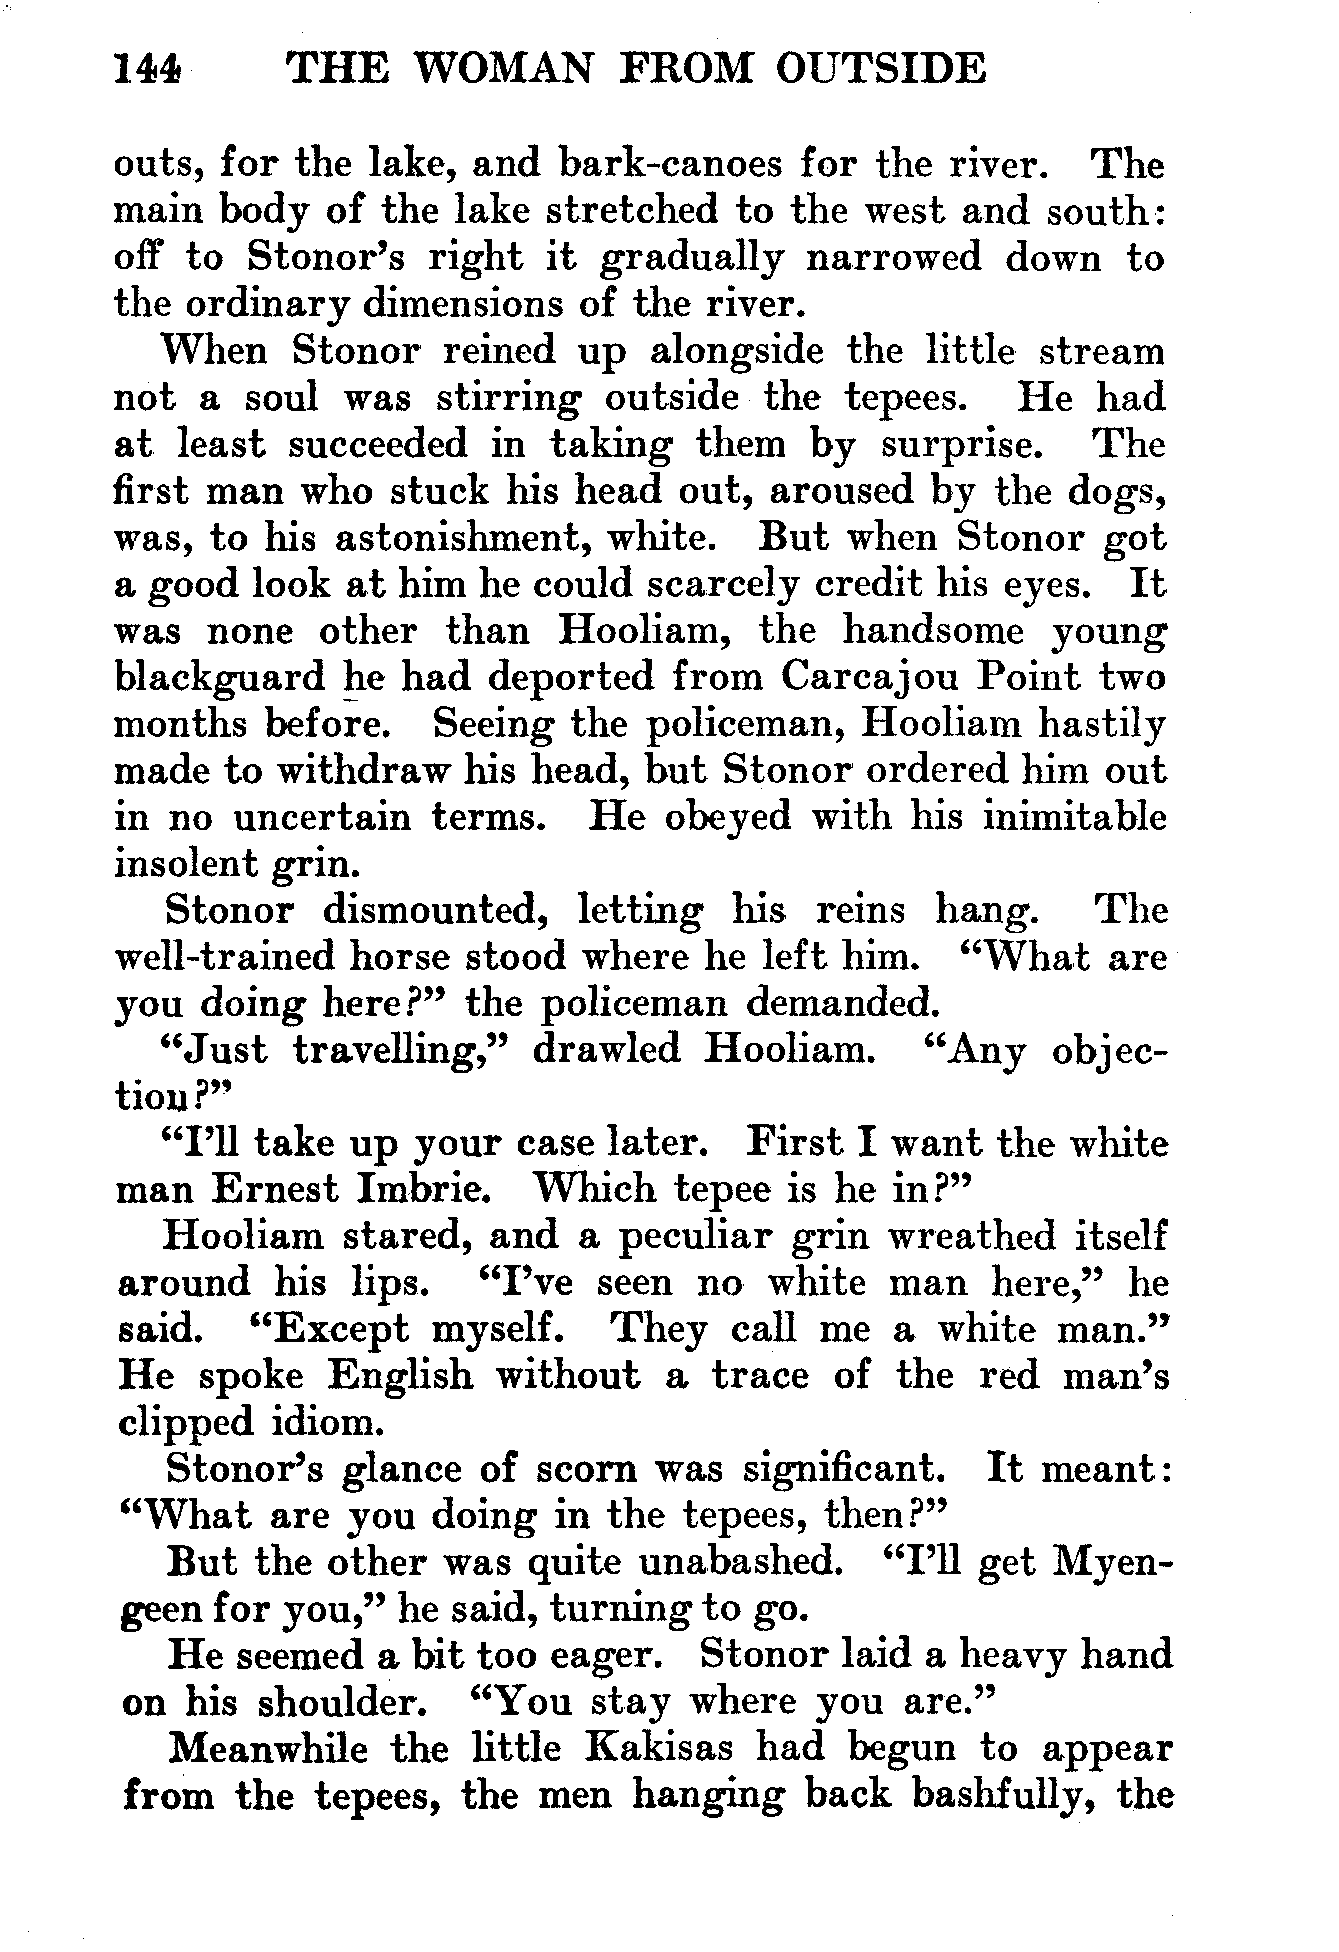 144 THE WOMAN FROM OUTSIDE
outs, for the lake, and bark-canoes for the river. The
main body of the lake stretched to the west and south:
off to Stonor's right it gradually narrowed down to
the ordinary dimensions of the river.
When Stonor reined up alongside the little stream
not a soul was stirring outside the tepees. He had
at least succeeded in taking them by surprise. The
first man who stuck his head out, aroused by the dogs,
was, to his astonishment, white. But when Stonor got
a good look at him he could scarcely credit his eyes. It
was none other than Hooliam, the handsome young
blackguard he had deported from Carcajou Point two
months before. Seeing the policeman, Hooliam hastily
made to withdraw his head, but Stonor ordered him out
in no uncertain terms. He obeyed with his inimitable
insolent grin.
Stonor dismounted, letting his reins hang. The
well-trained horse stood where he left him. “What are
you doing here?” the policeman demanded.
“Just travelling,” drawled Hooliam. “Any objec-
tion?”
“I'll take up your case later. First I want the white
man Ernest Imbrie. Which tepee is he in?”
Hooliam stared, and a peculiar grin wreathed itself
around his lips. “I've seen no white man here,” he
said. “Except myself. They call me a white man.”
He spoke English without a trace of the red man's
clipped idiom.
Stonor's glance of scorn was significant. It meant:
“What are you doing in the tepees, then?”
But the other was quite unabashed. “I'll get Myen-
geen for you,” he said, turning to go.
He seemed a bit too eager. Stonor laid a heavy hand
on his shoulder. “You stay where you are.”
Meanwhile the little Kakisas had begun to appear
from the tepees, the men hanging back bashfully, the